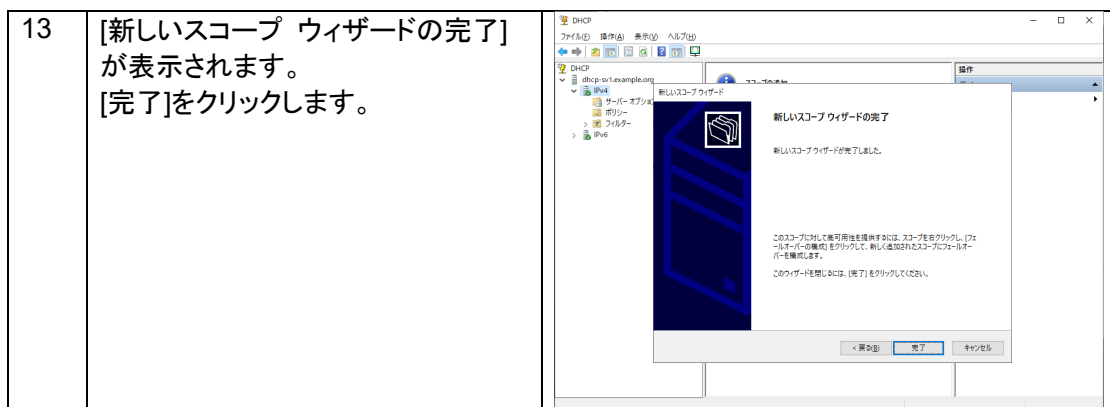 13
[新しいスコープ ウィザードの完了]
が表示されます。
[完了]をクリックします。
DHCP
ファイル(F) 操作(A) 表示(V) ヘルプ(H)
DHCP
dhcp-sv1.example.org
IPv4
サーバー オプション
ポリシー
フィルター
IPv6
操作
新しいスコープ ウィザード
新しいスコープ ウィザードの完了
新しいスコープ ウィザードが完了しました。
このスコープに対して高可用性を提供するには、スコープを右クリックし、[フェ
ールオーバーの構成] をクリックして、新しく追加されたスコープにフェールオー
バーを構成します。
このウィザードを閉じるには、[完了] をクリックしてください。
< 戻る(B)
完了
キャンセル